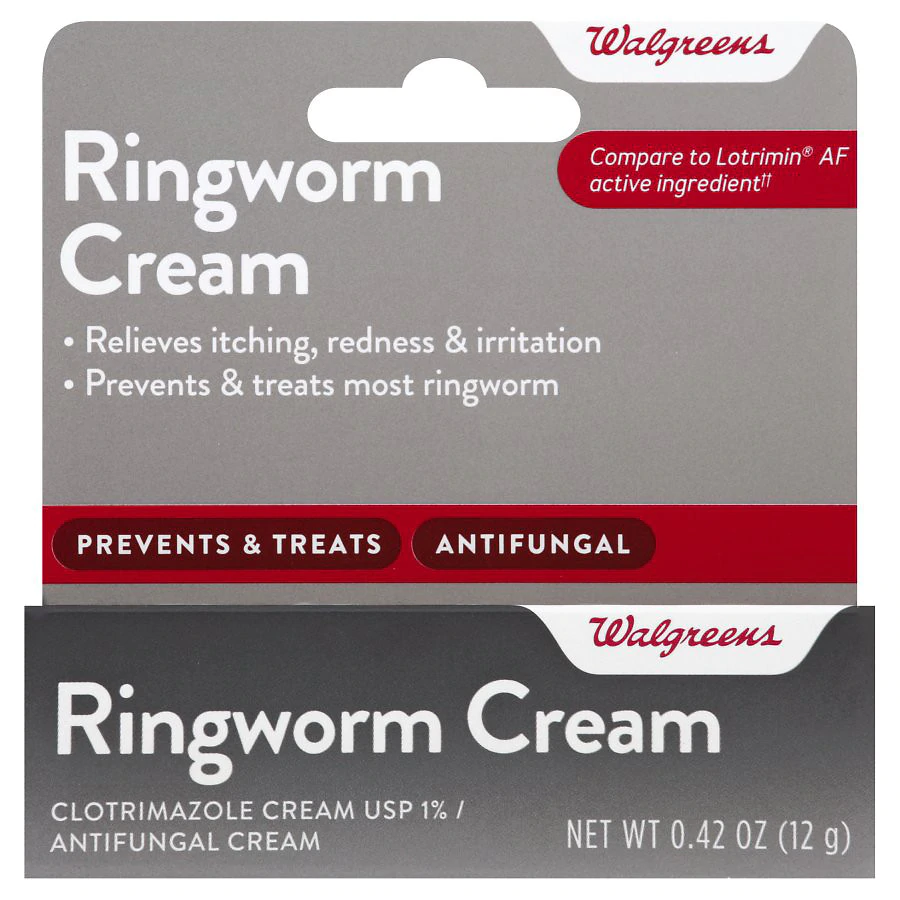 Walgreens
Compare to Lotrimin® AF
active ingredient††
Ringworm
Cream
• Relieves itching, redness & irritation
• Prevents & treats most ringworm
PREVENTS & TREATS
ANTIFUNGAL
Walgreens
Ringworm Cream
CLOTRIMAZOLE CREAM USP 1% /
ANTIFUNGAL CREAM
NET WT 0.42 OZ (12 g)